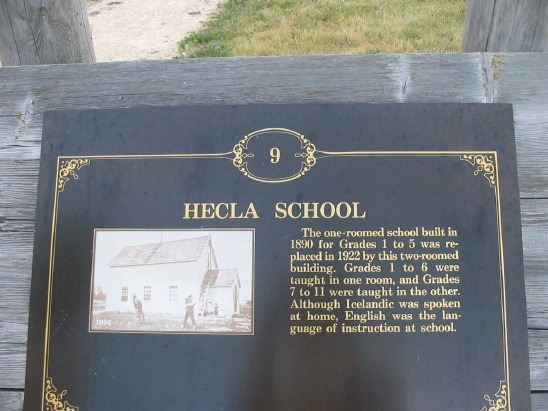 9
HECLA SCHOOL
The one-roomed school built in
1890 for Grades 1 to 5 was re-
placed in 1922 by this two-roomed
building. Grades 1 to 6 were
taught in one room, and Grades
7 to 11 were taught in the other.
Although Icelandic was spoken
at home, English was the lan-
guage of instruction at school.
1890